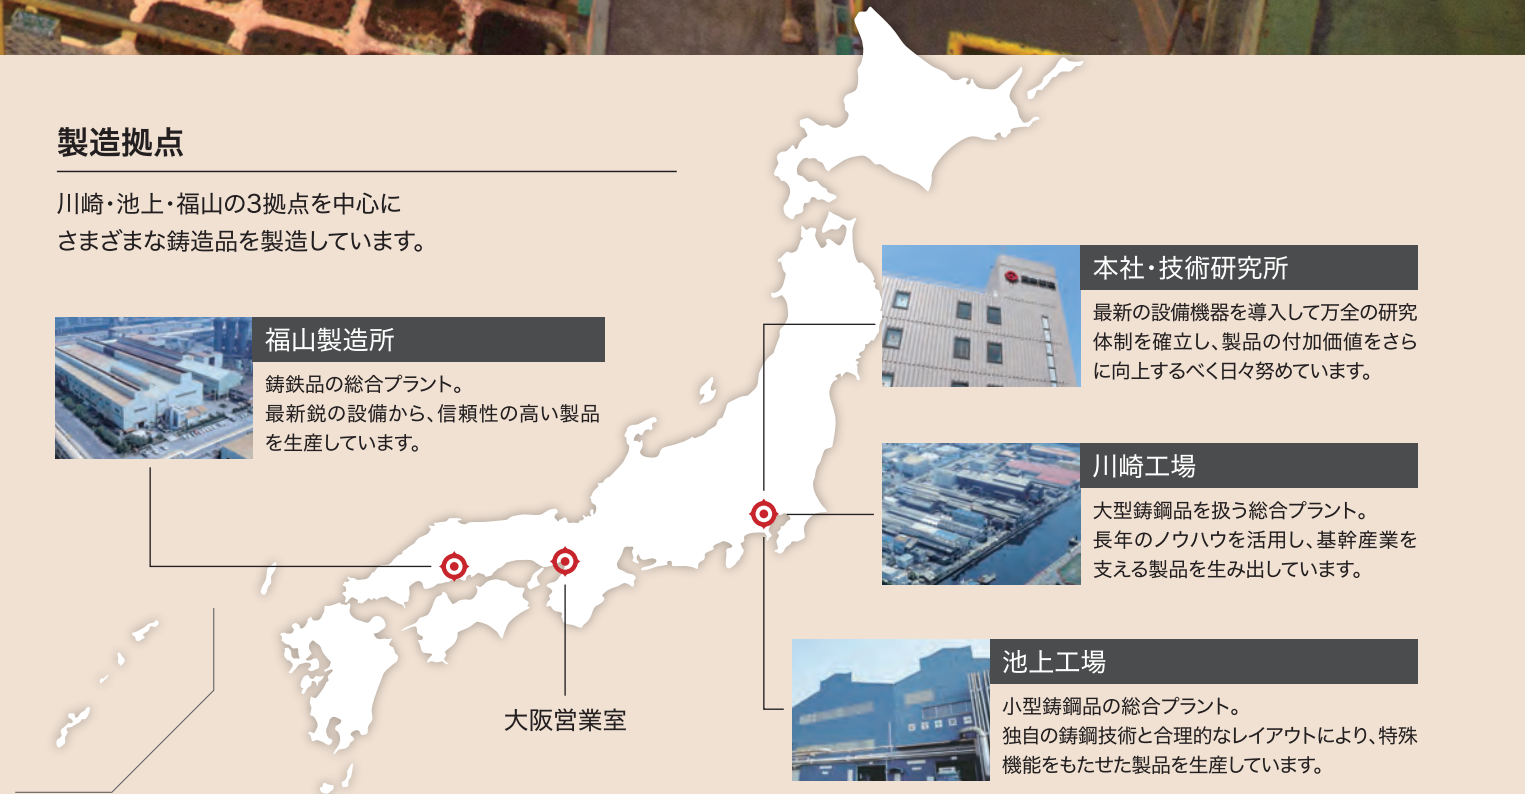 製造拠点
川崎・池上・福山の3拠点を中心に
さまざまな鋳造品を製造しています。
福山製造所
鋳鉄品の総合プラント。
最新鋭の設備から、信頼性の高い製品
を生産しています。
大阪営業室
本社・技術研究所
最新の設備機器を導入して万全の研究
体制を確立し、製品の付加価値をさら
に向上するべく日々努めています。
川崎工場
大型鋳鋼品を扱う総合プラント。
長年のノウハウを活用し、基幹産業を
支える製品を生み出しています。
池上工場
小型鋳鋼品の総合プラント。
独自の鋳鋼技術と合理的なレイアウトにより、特殊
機能をもたせた製品を生産しています。